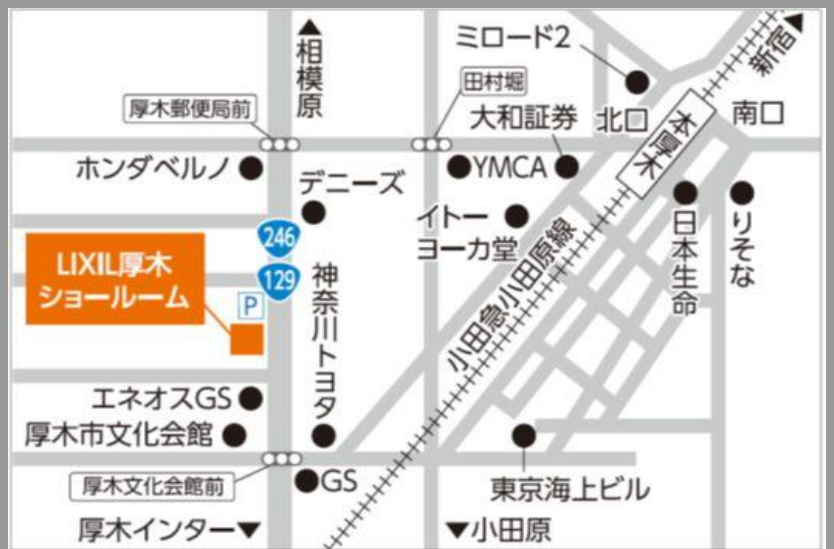 ▲相模原
ミロード2
新宿▲
田村堀
厚木郵便局前
大和証券
北口
本厚木
南口
ホンダベルノ
YMCA
デニーズ
イトー
ヨーカ堂
日本生命
りそな
246
LIXIL厚木
ショールーム
129
P
神奈川トヨタ
小田急小田原線
エネオスGS
厚木市文化会館
厚木文化会館前
GS
東京海上ビル
厚木インター▼
▼小田原